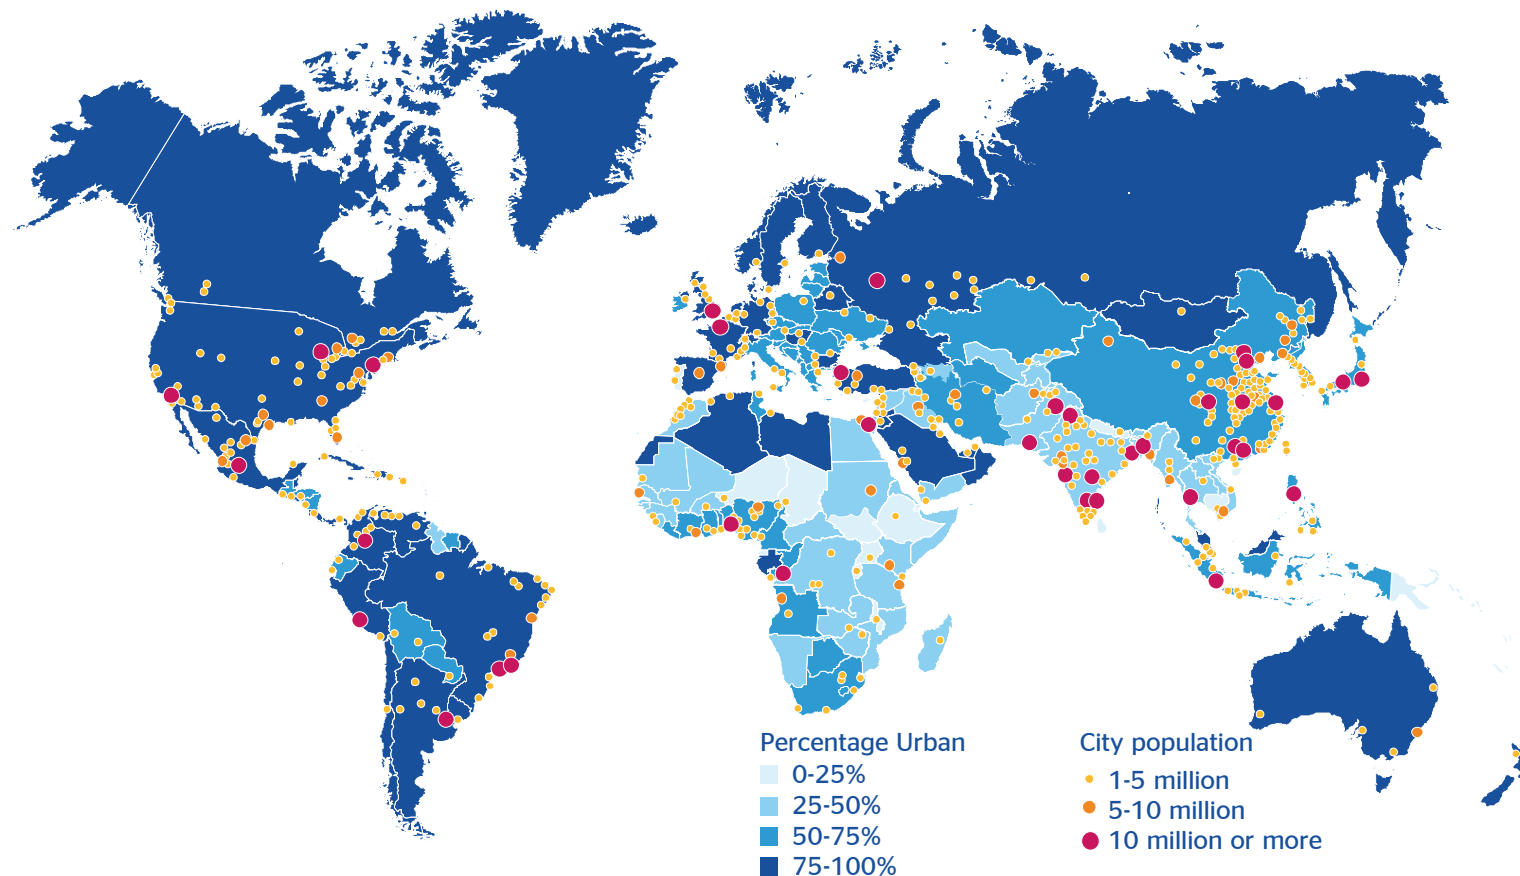 Percentage Urban
0-25%
25-50%
50-75%
75-100%
City population
1-5 million
5-10 million
10 million or more